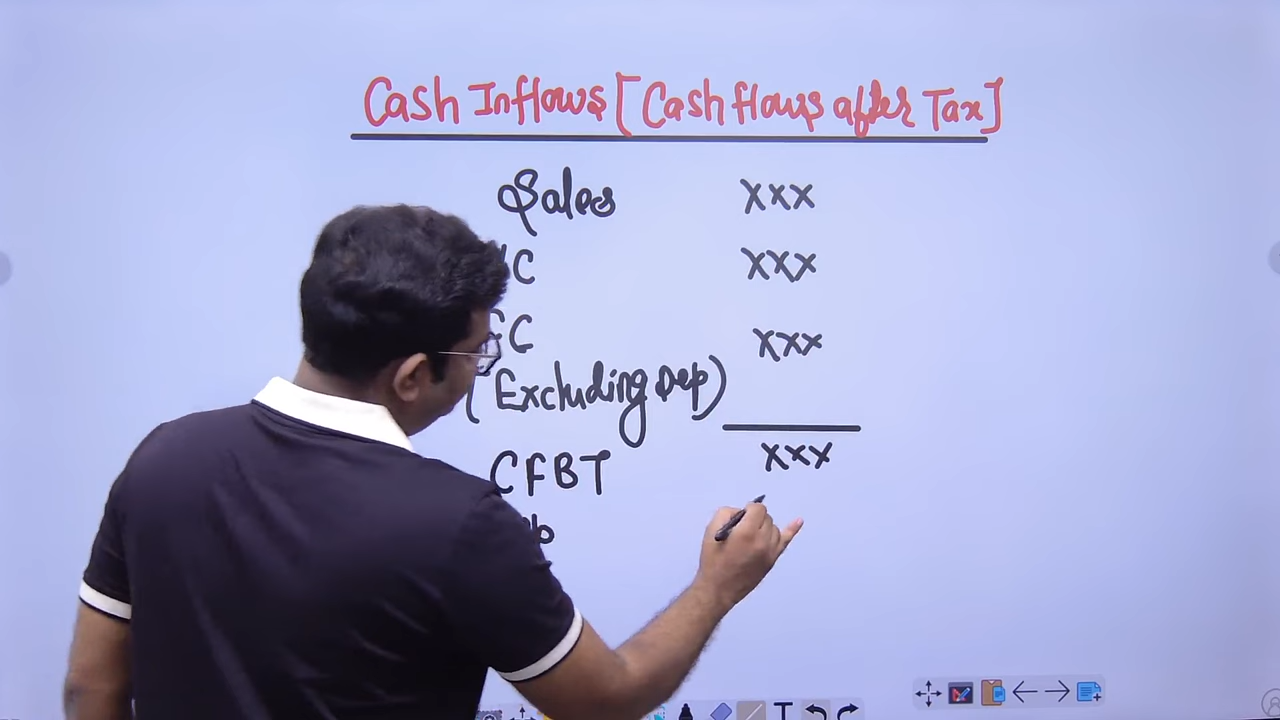 Cash Inflows [Cash flows after Tax]
Sales XXX
C XXX
C XXX
(Excluding Dep)
XXX
CFBT
T